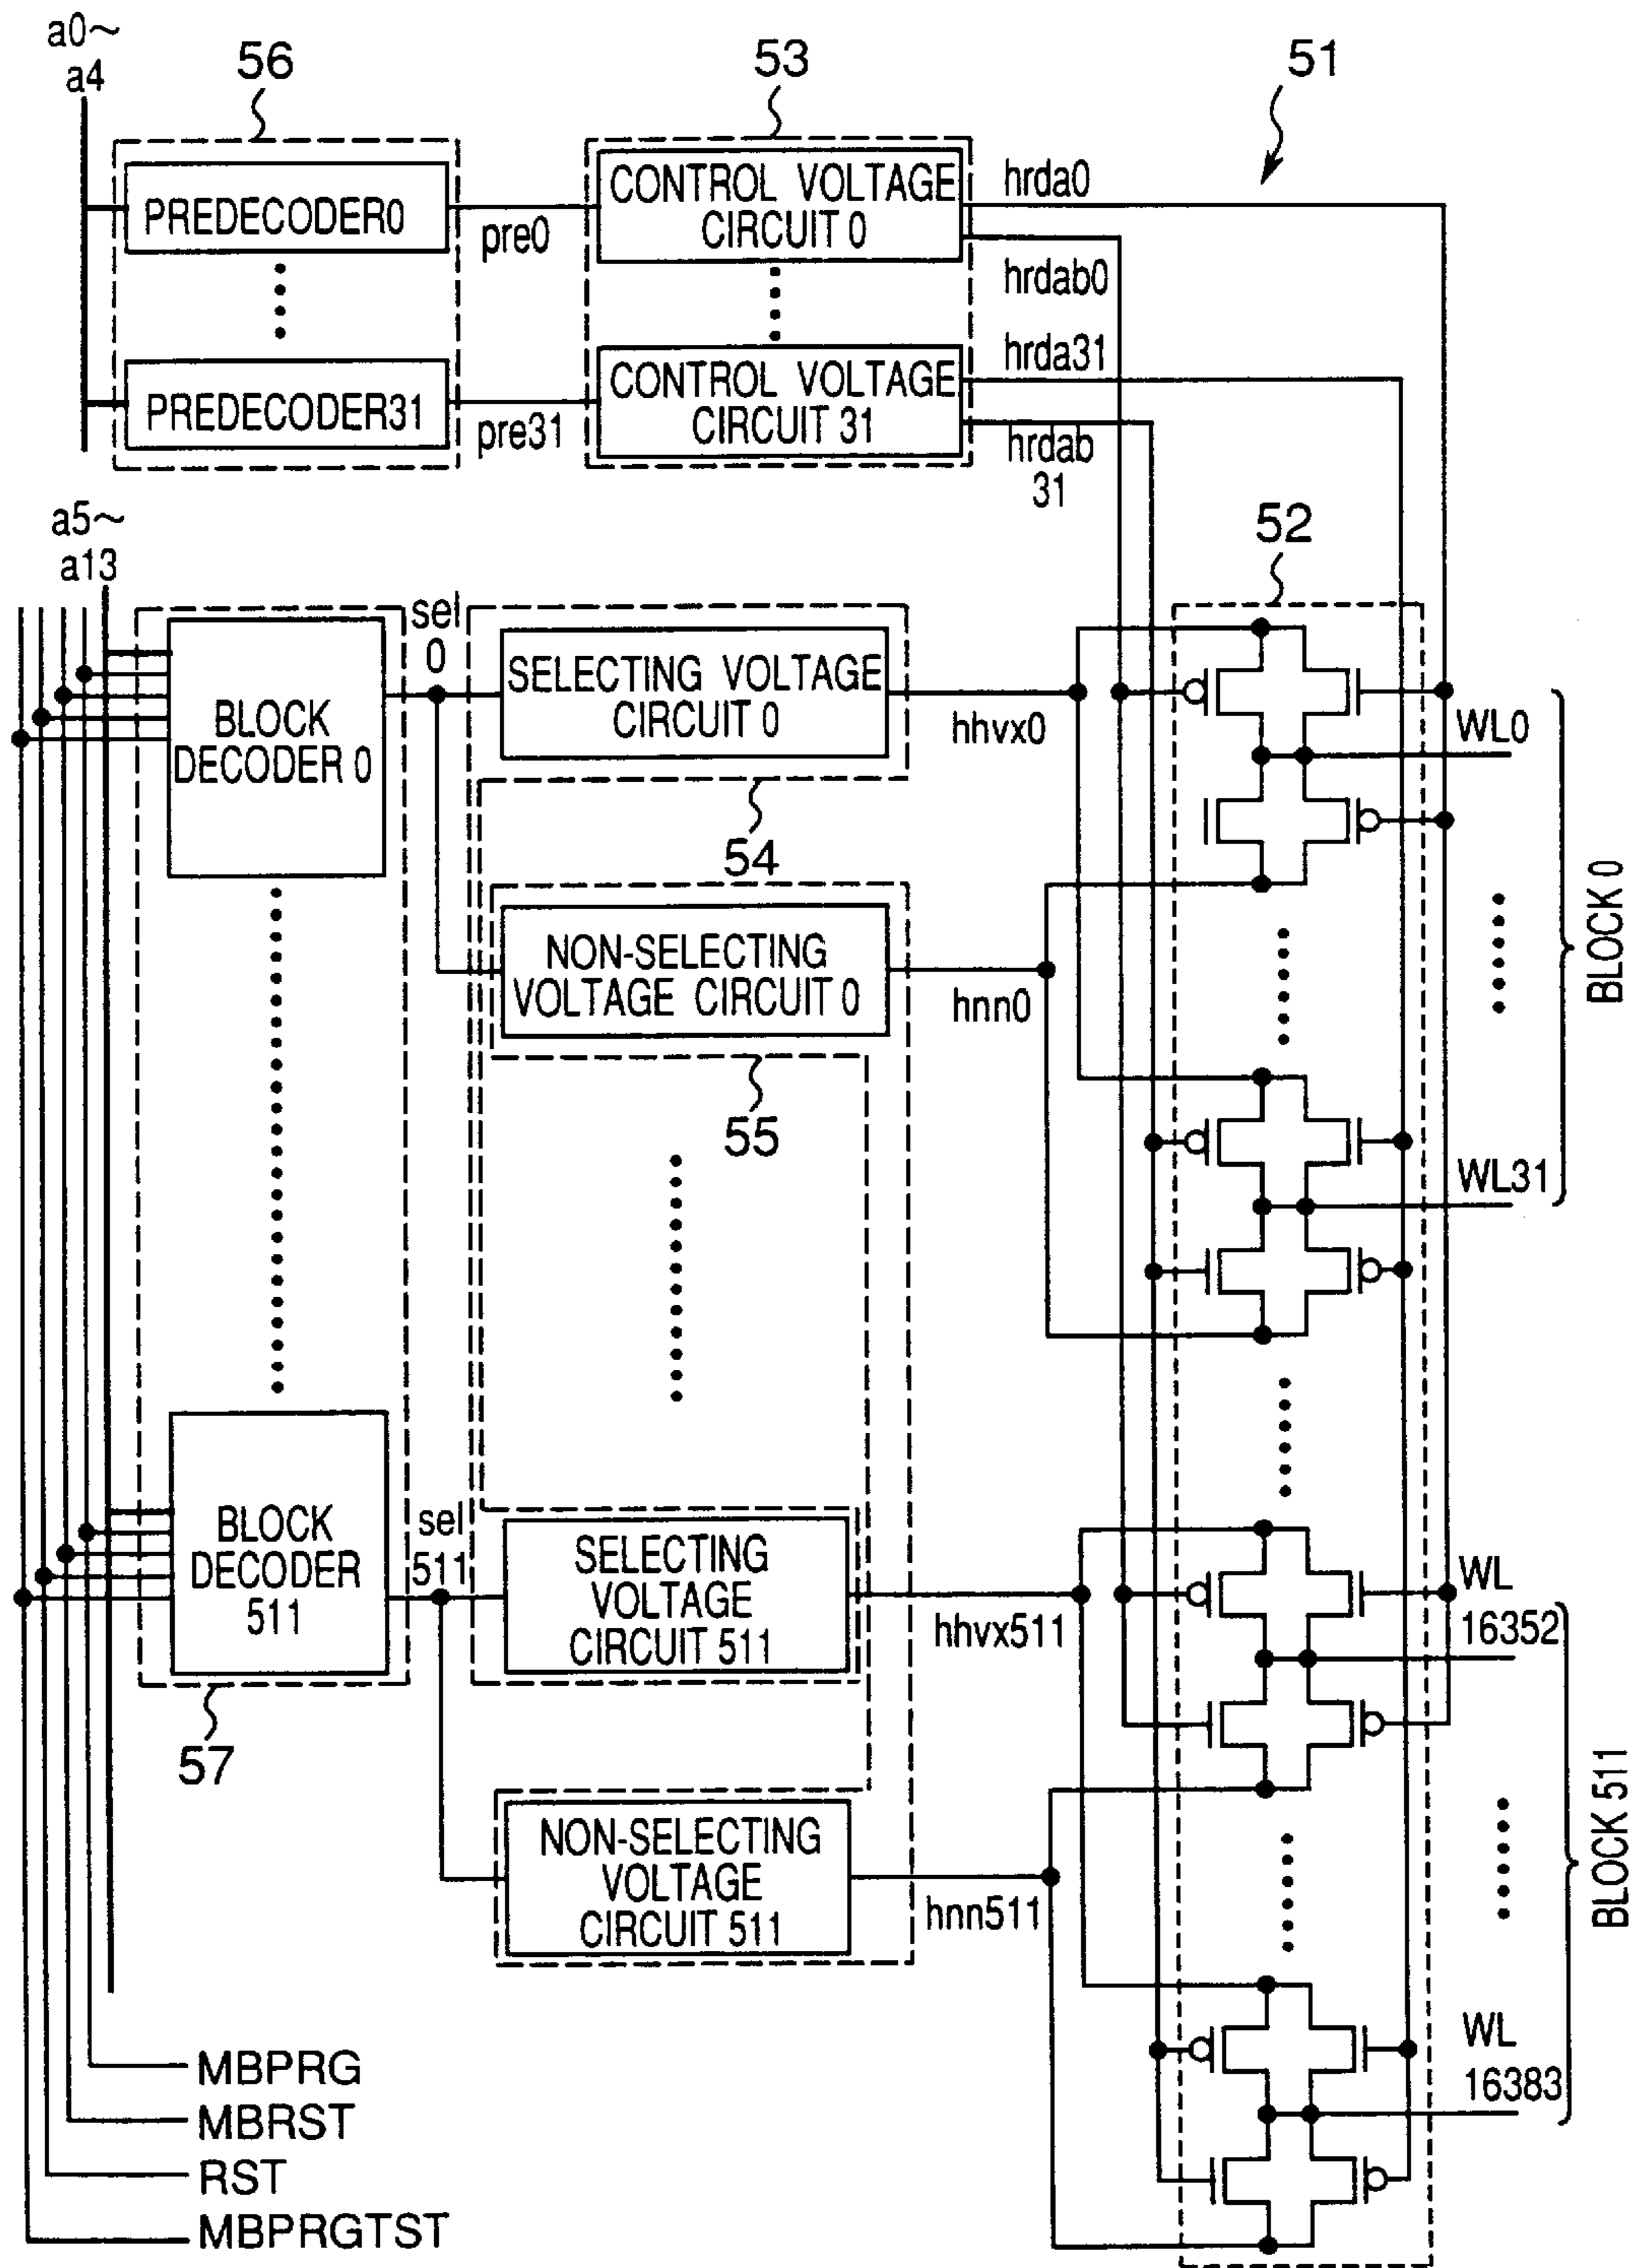 a0~
a4
56
53
51
PREDECODER0
pre0
CONTROL VOLTAGE
CIRCUIT 0
hrda0
hrdab0
PREDECODER31
pre31
CONTROL VOLTAGE
CIRCUIT 31
hrda31
hrdab
31
a5~
a13
52
sel
0
BLOCK
DECODER 0
SELECTING VOLTAGE
CIRCUIT 0
hhvx0
WL0
54
NON-SELECTING
VOLTAGE CIRCUIT 0
hnn0
BLOCK 0
55
WL31
BLOCK
DECODER
511
sel
511
SELECTING
VOLTAGE
CIRCUIT 511
hhvx511
WL
16352
57
NON-SELECTING
VOLTAGE
CIRCUIT 511
hnn511
BLOCK 511
WL
16383
MBPRG
MBRST
RST
MBPRGTST